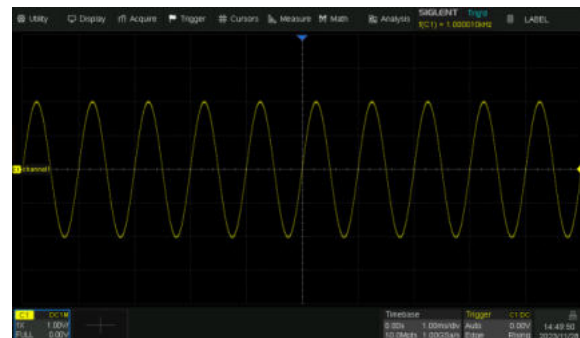 Utility Display Acquire Trigger Cursors Measure Math Analysis SIGLENT Trig'd LABEL
f(C1) = 1.000010kHz
C1 channel1
C1 DC1M
1X 1.00V/
FULL 0.00V
Timebase
0.00s 1.00ms/div
10.0Mpts 1.00GSa/s
Trigger C1 DC
Auto 0.00V
Edge Rising
14:49:50